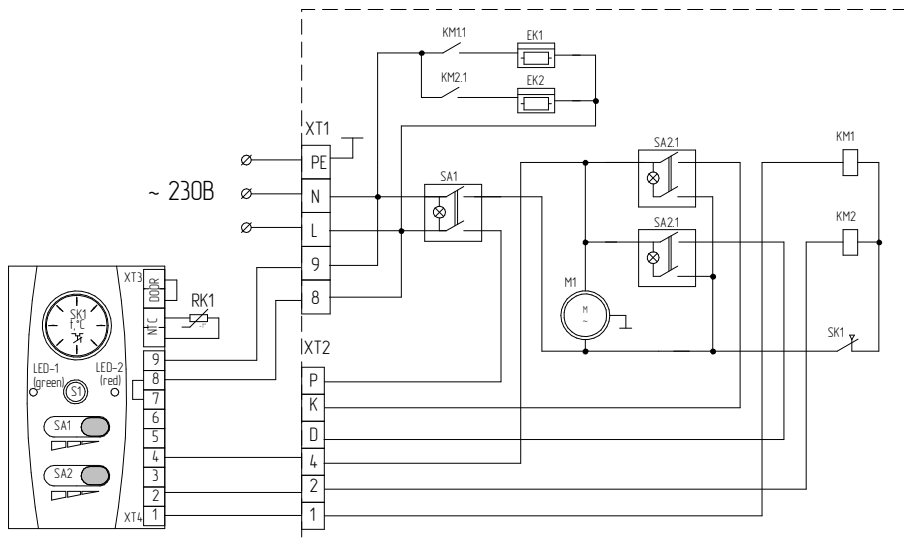 KM1.1
EK1
KM2.1
EK2
XT1
PE
~ 230В
N
L
9
8
SA1
SA2.1
SA2.1
KM1
KM2
M1
M
~
SK1
XT3
DOOR
NTC
RK1
-t°
SK1
t,°C
LED-1
(green)
LED-2
(red)
S1
SA1
SA2
9
8
7
6
5
4
3
2
1
XT4
XT2
P
K
D
4
2
1